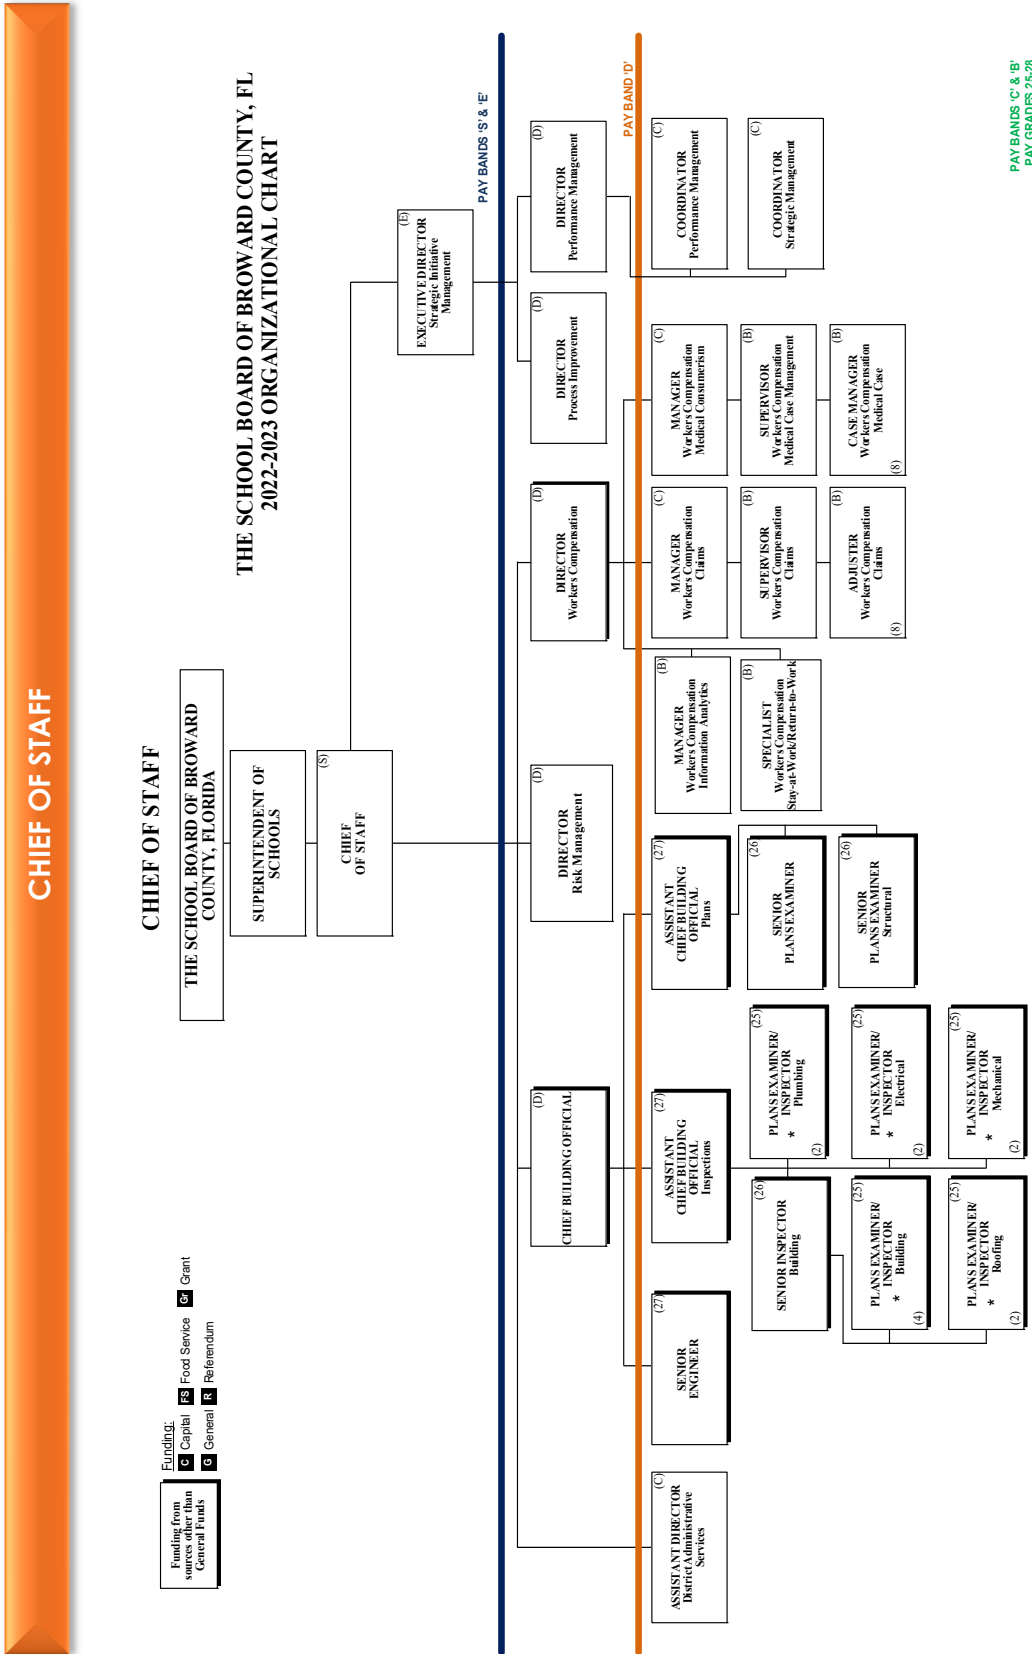 CHIEF OF STAFF
CHIEF OF STAFF
THE SCHOOL BOARD OF BROWARD COUNTY, FL
2022-2023 ORGANIZATIONAL CHART
Funding from
sources other than
General Funds
Funding:
C Capital FS Food Service Gr Grant
G General R Referendum
THE SCHOOL BOARD OF BROWARD
COUNTY, FLORIDA
SUPERINTENDENT OF
SCHOOLS
(S)
CHIEF
OF STAFF
(E)
EXECUTIVE DIRECTOR
Strategic Initiative
Management
PAY BANDS 'S' & 'E'
(D)
CHIEF BUILDING OFFICIAL
(D)
DIRECTOR
Risk Management
(D)
DIRECTOR
Workers Compensation
(D)
DIRECTOR
Process Improvement
(D)
DIRECTOR
Performance Management
PAY BAND 'D'
(C)
ASSISTANT DIRECTOR
District Administrative
Services
(27)
SENIOR
ENGINEER
(27)
ASSISTANT
CHIEF BUILDING
OFFICIAL
Inspections
(27)
ASSISTANT
CHIEF BUILDING
OFFICIAL
Plans
(B)
MANAGER
Workers Compensation
Information Analytics
(C)
MANAGER
Workers Compensation
Claims
(C)
MANAGER
Workers Compensation
Medical Consumerism
(C)
COORDINATOR
Performance Management
(26)
SENIOR INSPECTOR
Building
(25)
PLANS EXAMINER/
* INSPECTOR
Plumbing
(2)
(26)
SENIOR
PLANS EXAMINER
(B)
SPECIALIST
Workers Compensation
Stay-at-Work/Return-to-Work
(B)
SUPERVISOR
Workers Compensation
Claims
(B)
SUPERVISOR
Workers Compensation
Medical Case Management
(C)
COORDINATOR
Strategic Management
(25)
PLANS EXAMINER/
INSPECTOR
* Building
(4)
(25)
PLANS EXAMINER/
* INSPECTOR
Electrical
(2)
(26)
SENIOR
PLANS EXAMINER
Structural
ADJUSTER
Workers Compensation
Claims
(8)
(B)
CASE MANAGER
Workers Compensation
Medical Case
(8)
(25)
PLANS EXAMINER/
INSPECTOR
* Roofing
(2)
(25)
PLANS EXAMINER/
* INSPECTOR
Mechanical
(2)
PAY BANDS 'C' & 'B'
PAY GRADES 25-28